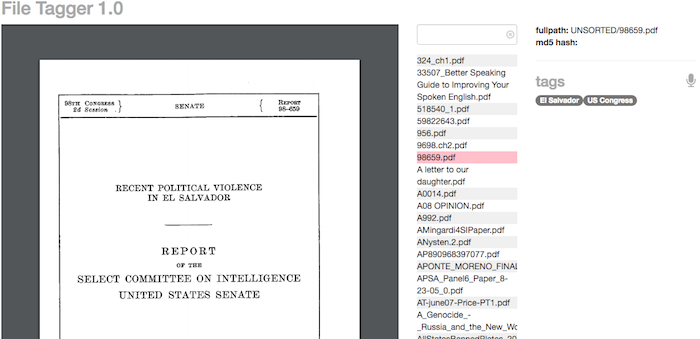 File Tagger 1.0
98TH CONGRESS
2d Session
SENATE
REPORT
98-659
RECENT POLITICAL VIOLENCE
IN EL SALVADOR
REPORT
OF THE
SELECT COMMITTEE ON INTELLIGENCE
UNITED STATES SENATE
324_ch1.pdf
33507_Better Speaking
Guide to Improving Your
Spoken English.pdf
518540_1.pdf
59822643.pdf
956.pdf
9698.ch2.pdf
98659.pdf
A letter to our
daughter.pdf
A0014.pdf
A08 OPINION.pdf
A992.pdf
AMingardi4SIPaper.pdf
ANysten.2.pdf
AP890968397077.pdf
APONTE_MORENO_FINAL
APSA_Panel6_Paper_8-
23-05_0.pdf
AT-june07-Price-PT1.pdf
A_Genocide_-
_Russia_and_the_New_Wo
fullpath: UNSORTED/98659.pdf
md5 hash:
tags
El Salvador US Congress